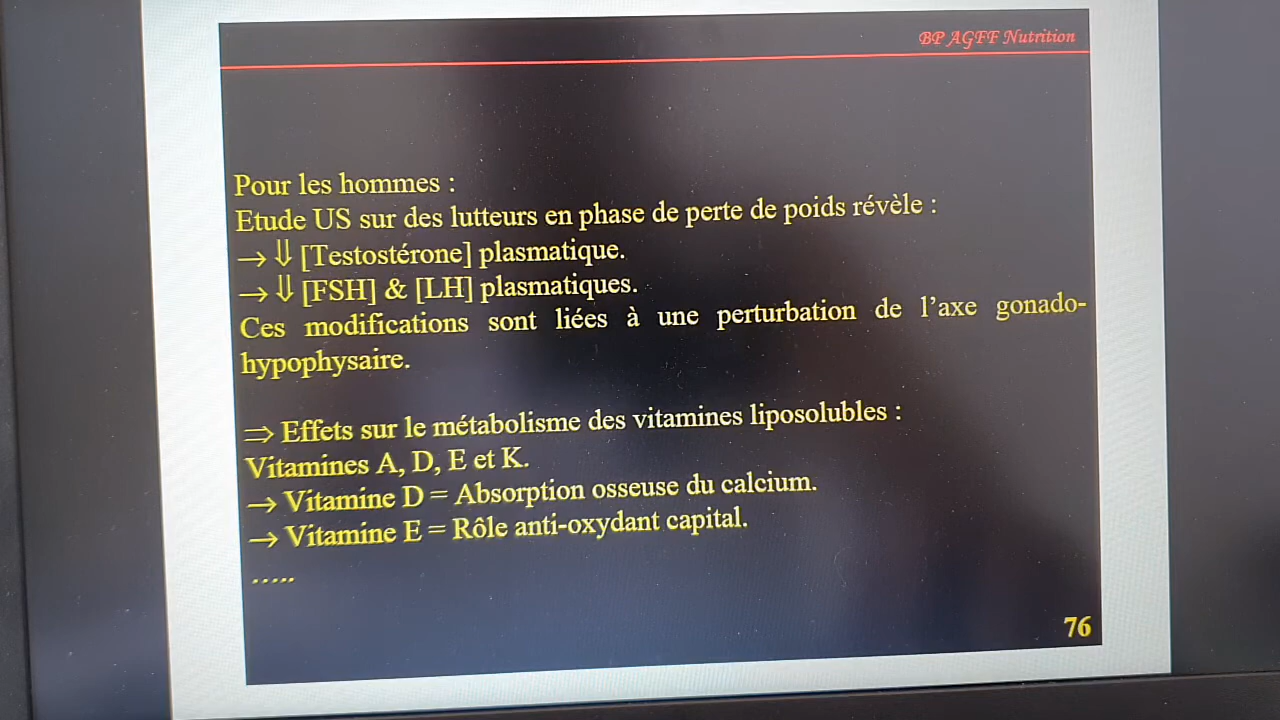 BP AGFF Nutrition
Pour les hommes :
Etude US sur des lutteurs en phase de perte de poids révèle :
→ ⇓ [Testostérone] plasmatique.
→ ⇓ [FSH] & [LH] plasmatiques.
Ces modifications sont liées à une perturbation de l’axe gonado-
hypophysaire.
⇒ Effets sur le métabolisme des vitamines liposolubles :
Vitamines A, D, E et K.
→ Vitamine D = Absorption osseuse du calcium.
→ Vitamine E = Rôle anti-oxydant capital.
.....
76